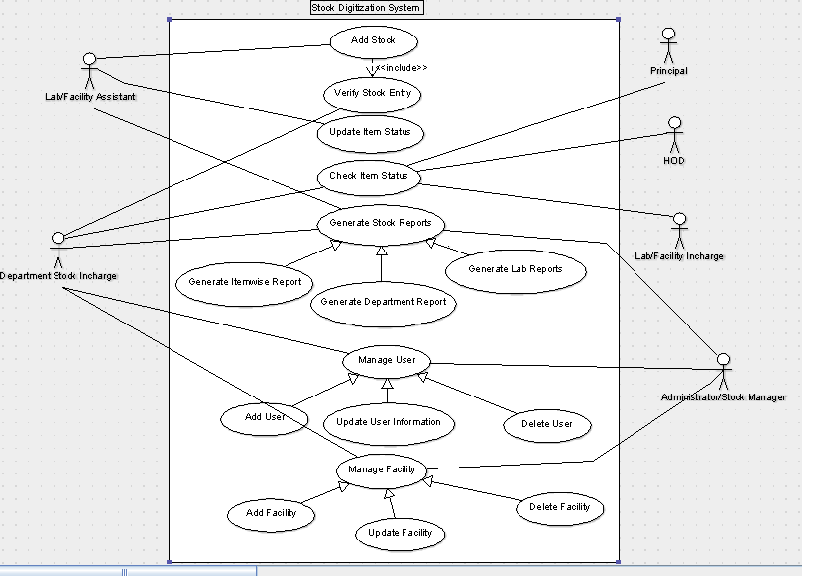 Stock Digitization System
Add Stock
<<include>>
Verify Stock Entry
Update Item Status
Check Item Status
Generate Stock Reports
Generate Itemwise Report
Generate Department Report
Generate Lab Reports
Manage User
Add User
Update User Information
Delete User
Manage Facility
Add Facility
Update Facility
Delete Facility
Lab/Facility Assistant
Department Stock Incharge
Principal
HOD
Lab/Facility Incharge
Administrator/Stock Manager